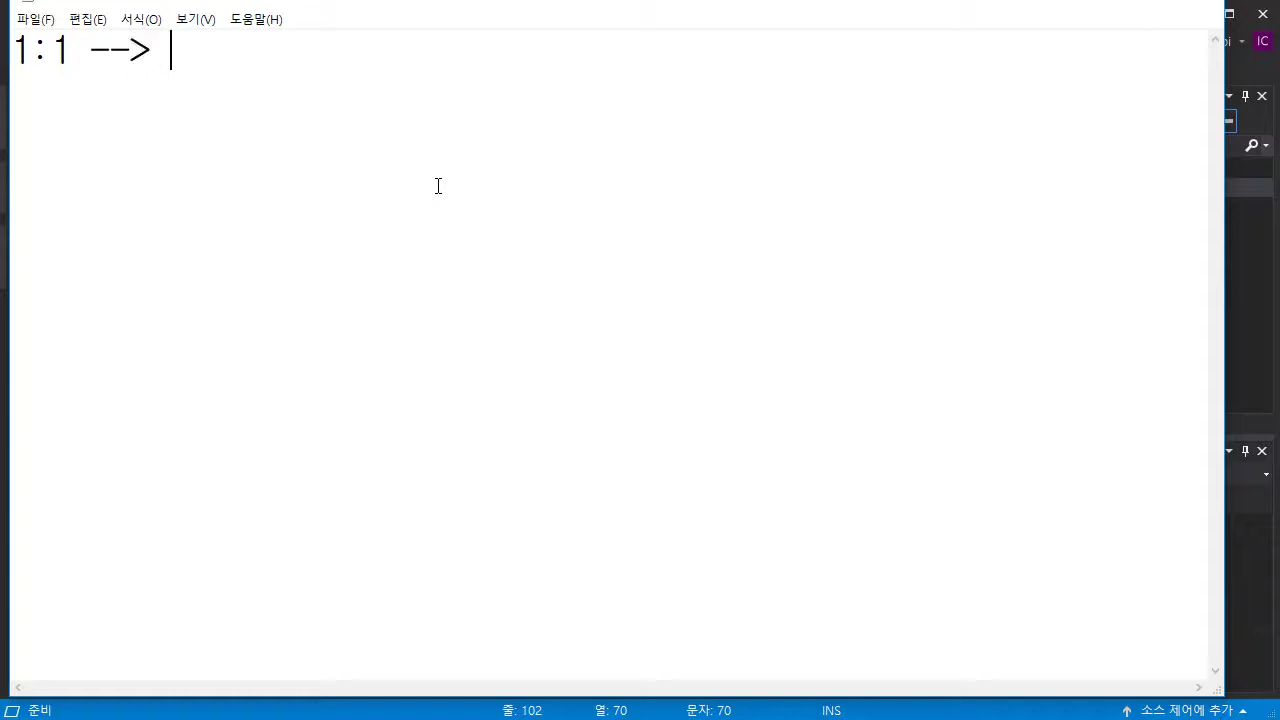 파일(F) 편집(E) 서식(O) 보기(V) 도움말(H)
IC
1:1 -->
준비 줄: 102 열: 70 문자: 70 INS 소스 제어에 추가